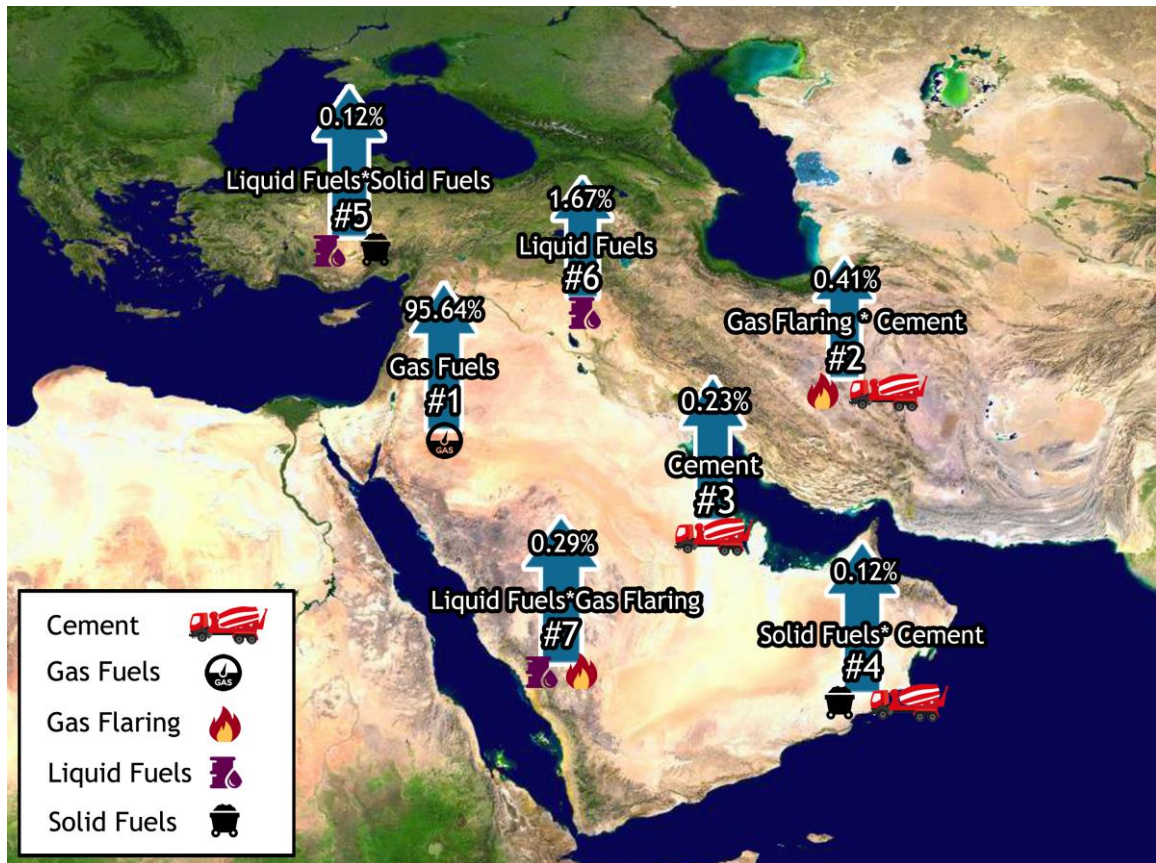 0.12%
Liquid Fuels*Solid Fuels
#5
1.67%
Liquid Fuels
#6
95.64%
Gas Fuels
#1
GAS
0.41%
Gas Flaring * Cement
#2
0.23%
Cement
#3
0.29%
Liquid Fuels*Gas Flaring
#7
0.12%
Solid Fuels* Cement
#4
Cement
Gas Fuels
GAS
Gas Flaring
Liquid Fuels
Solid Fuels